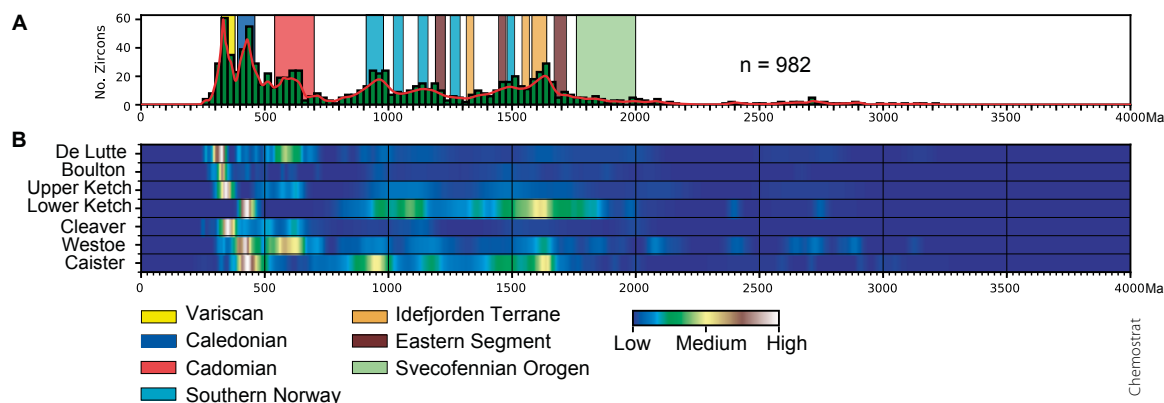 A
No. Zircons
60
40
20
0
n = 982
0 500 1000 1500 2000 2500 3000 3500 4000Ma
B
De Lutte
Boulton
Upper Ketch
Lower Ketch
Cleaver
Westoe
Caister
0 500 1000 1500 2000 2500 3000 3500 4000Ma
Variscan
Caledonian
Cadomian
Southern Norway
Idefjorden Terrane
Eastern Segment
Svecofennian Orogen
Low Medium High
Chemostrat